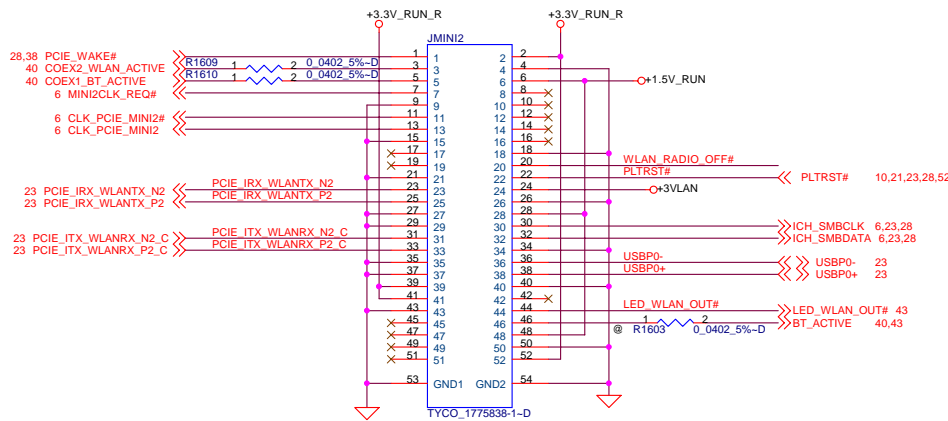 +3.3V_RUN_R +3.3V_RUN_R
JMINI2
28,38 PCIE_WAKE# 1 1 2 2
40 COEX2_WLAN_ACTIVE R1609 1 2 0_0402_5%~D 3 3 4 4
40 COEX1_BT_ACTIVE R1610 1 2 0_0402_5%~D 5 5 6 6 +1.5V_RUN
6 MINI2CLK_REQ# 7 7 8 8
9 9 10 10
6 CLK_PCIE_MINI2# 11 11 12 12
6 CLK_PCIE_MINI2 13 13 14 14
15 15 16 16
17 17 18 18
19 19 20 20 WLAN_RADIO_OFF#
21 21 22 22 PLTRST# PLTRST# 10,21,23,28,52
23 PCIE_IRX_WLANTX_N2 PCIE_IRX_WLANTX_N2 23 23 24 24 +3VLAN
23 PCIE_IRX_WLANTX_P2 PCIE_IRX_WLANTX_P2 25 25 26 26
27 27 28 28
29 29 30 30 ICH_SMBCLK 6,23,28
23 PCIE_ITX_WLANRX_N2_C PCIE_ITX_WLANRX_N2_C 31 31 32 32 ICH_SMBDATA 6,23,28
23 PCIE_ITX_WLANRX_P2_C PCIE_ITX_WLANRX_P2_C 33 33 34 34
35 35 36 36 USBP0- USBP0- 23
37 37 38 38 USBP0+ USBP0+ 23
39 39 40 40
41 41 42 42
43 43 44 44 LED_WLAN_OUT# LED_WLAN_OUT# 43
45 45 46 46 @ R1603 1 2 0_0402_5%~D BT_ACTIVE 40,43
47 47 48 48
49 49 50 50
51 51 52 52
53 GND1 GND2 54
TYCO_1775838-1~D